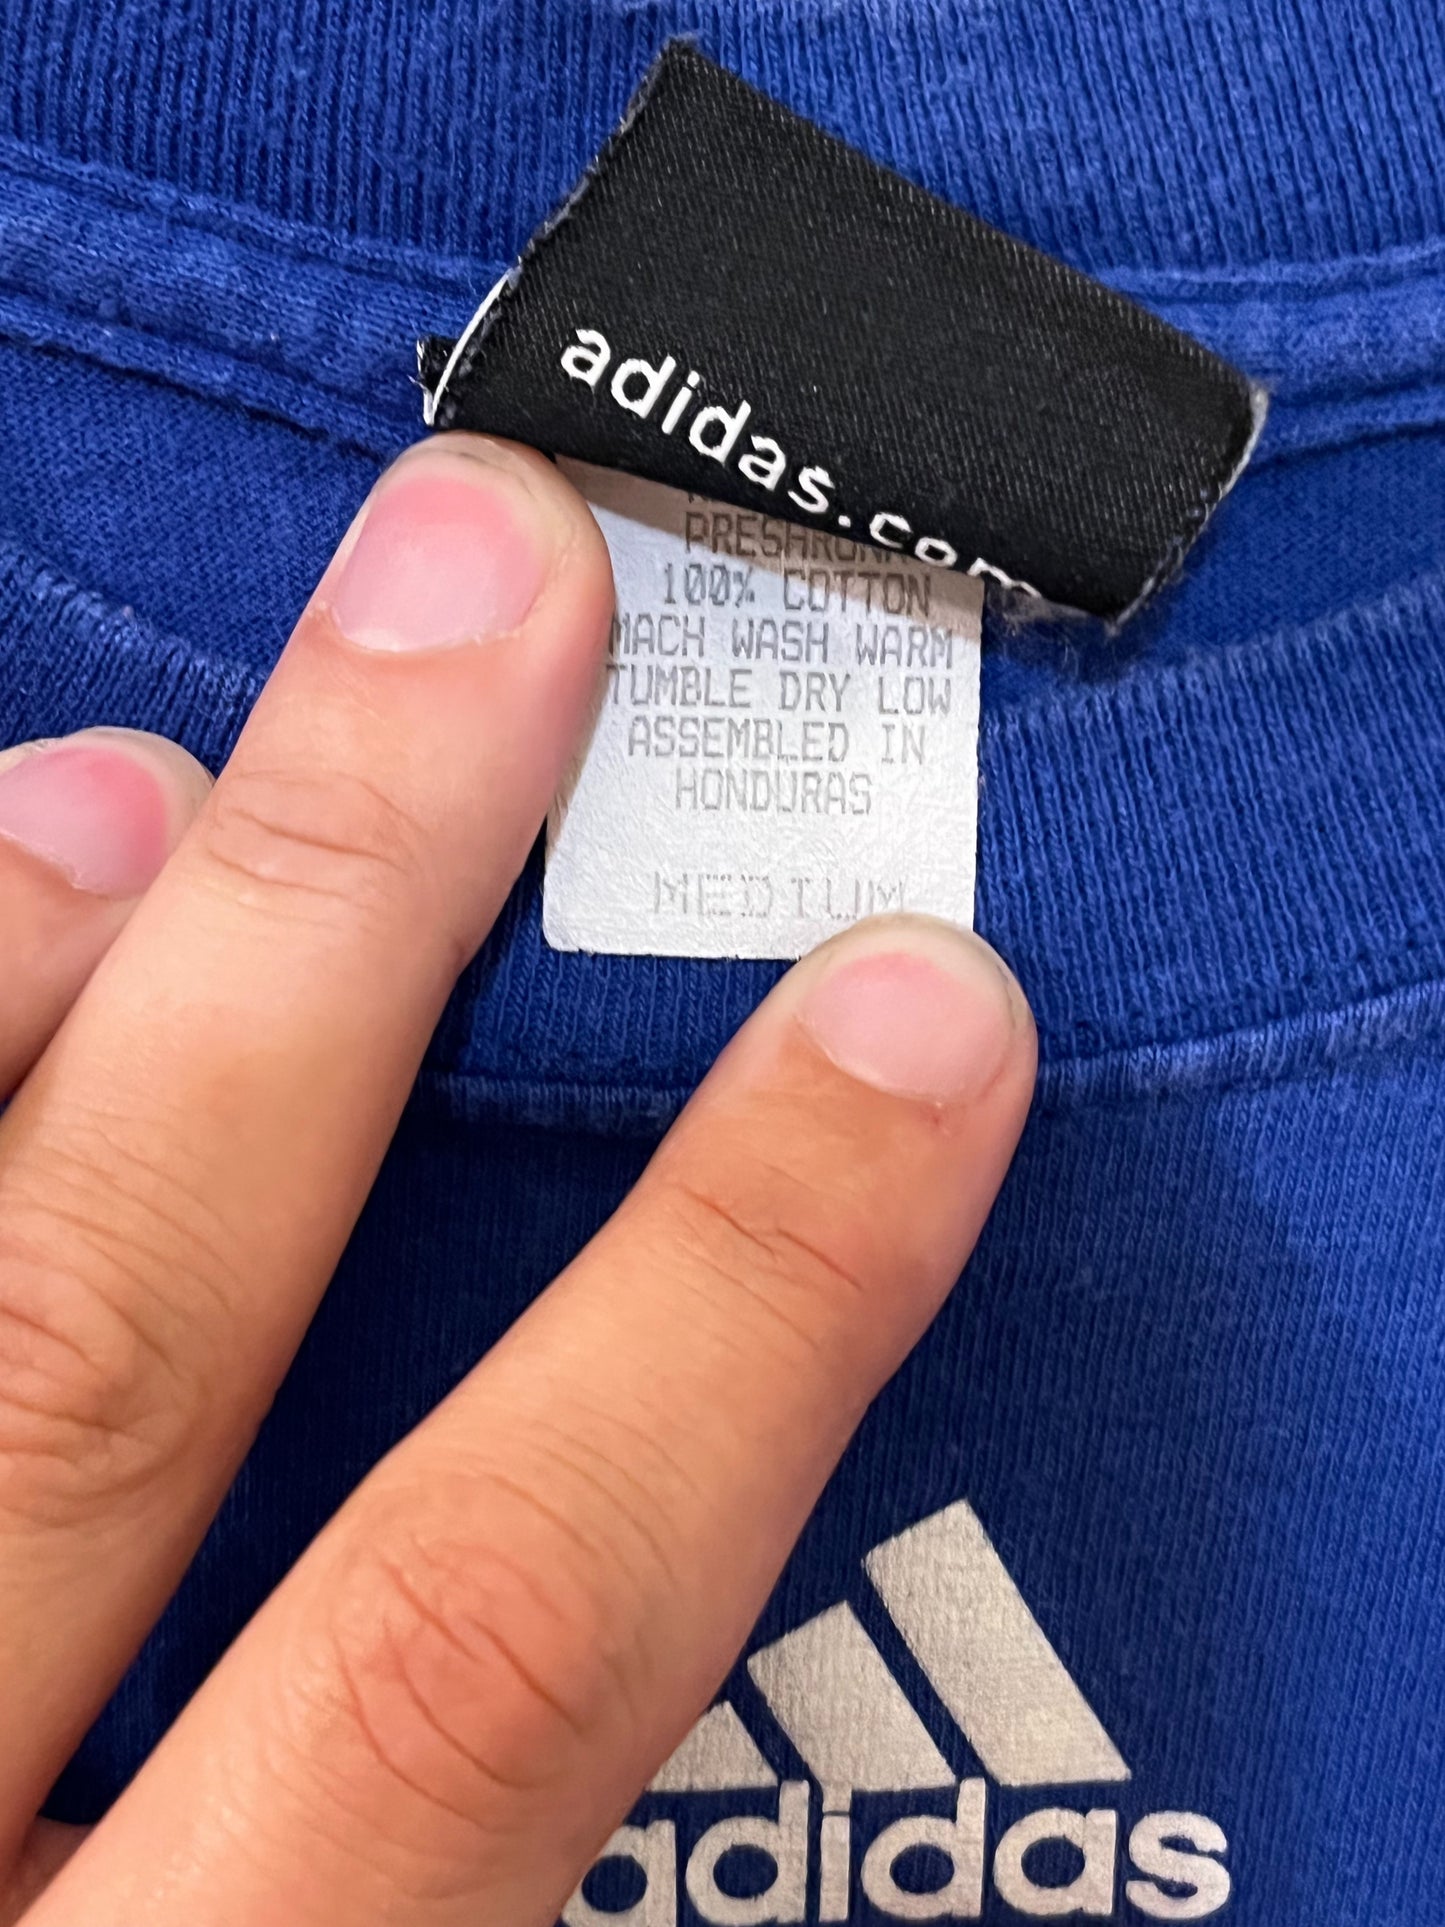 adidas.com
PRESHRUNK
100% COTTON
MACH WASH WARM
TUMBLE DRY LOW
ASSEMBLED IN
HONDURAS
MEDIUM
adidas